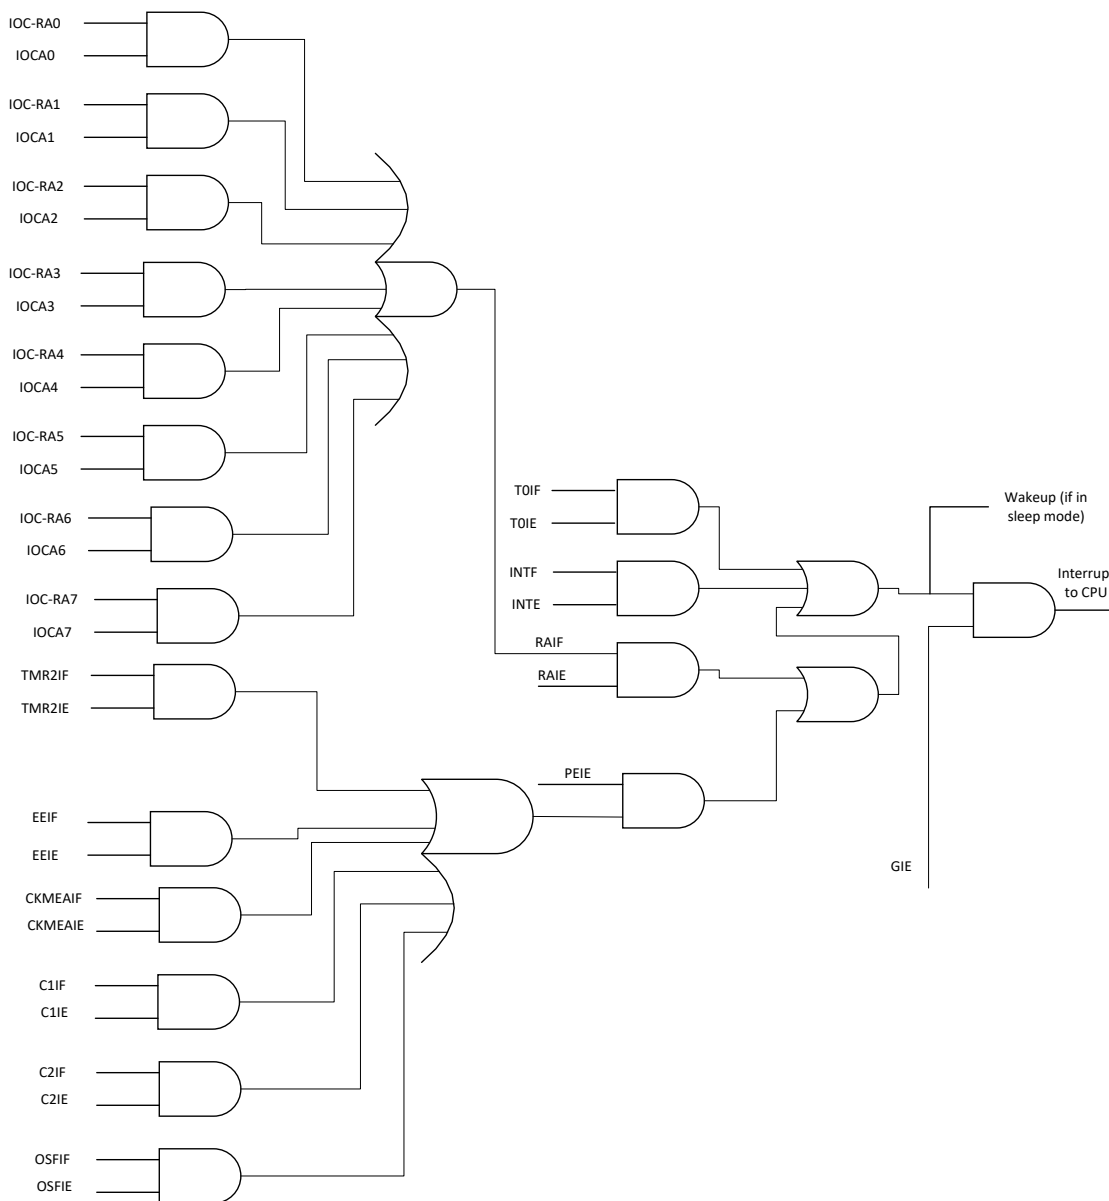 IOC-RA0
IOCA0
IOC-RA1
IOCA1
IOC-RA2
IOCA2
IOC-RA3
IOCA3
IOC-RA4
IOCA4
IOC-RA5
IOCA5
IOC-RA6
IOCA6
IOC-RA7
IOCA7
TMR2IF
TMR2IE
EEIF
EEIE
CKMEAIF
CKMEAIE
C1IF
C1IE
C2IF
C2IE
OSFIF
OSFIE
T0IF
T0IE
INTF
INTE
RAIF
RAIE
PEIE
Wakeup (if in
sleep mode)
Interrup
to CPU
GIE